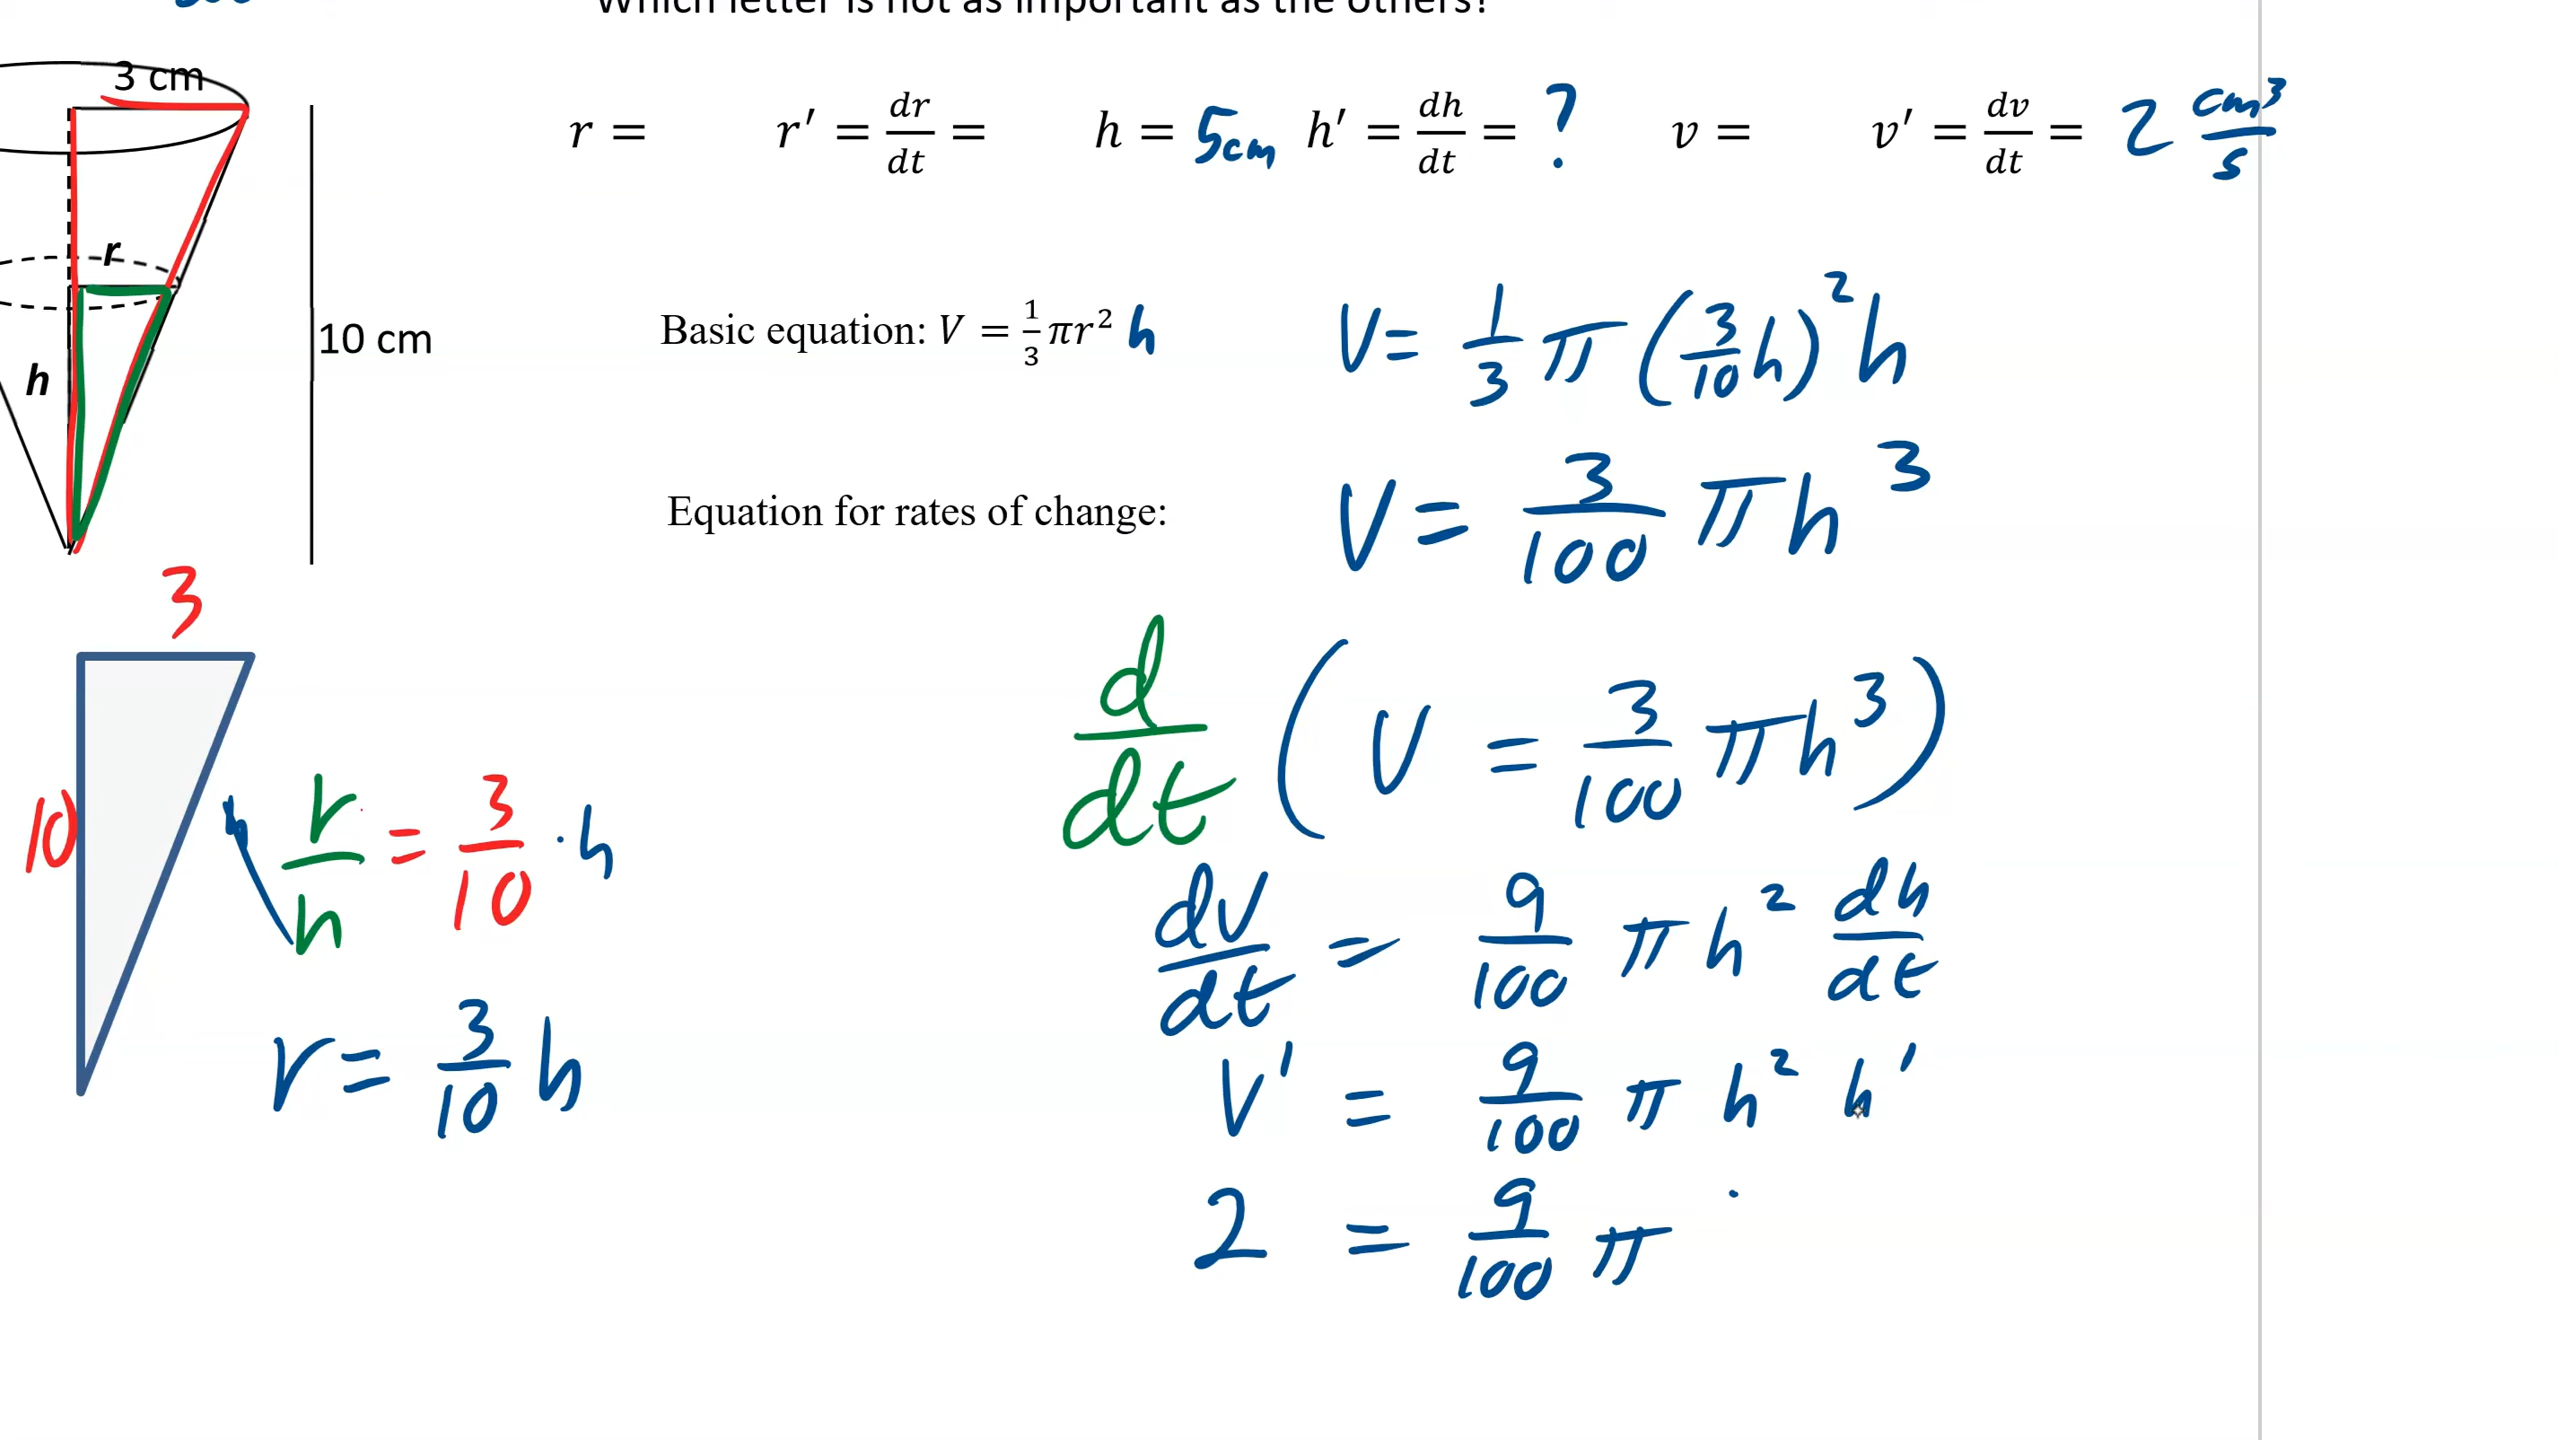 Which letter is not as important as the others?
3 cm
r = r′ = dr/dt = h = 5cm h′ = dh/dt = ? v = v′ = dv/dt = 2 cm³/s
r
h
10 cm
Basic equation: V = 1/3 πr² h
V = 1/3 π (3/10 h)² h
Equation for rates of change:
V = 3/100 π h³
d/dt ( V = 3/100 π h³ )
3
10
h r/h = 3/10 · h
r = 3/10 h
dv/dt = 9/100 π h² dh/dt
V' = 9/100 π h² h'
2 = 9/100 π